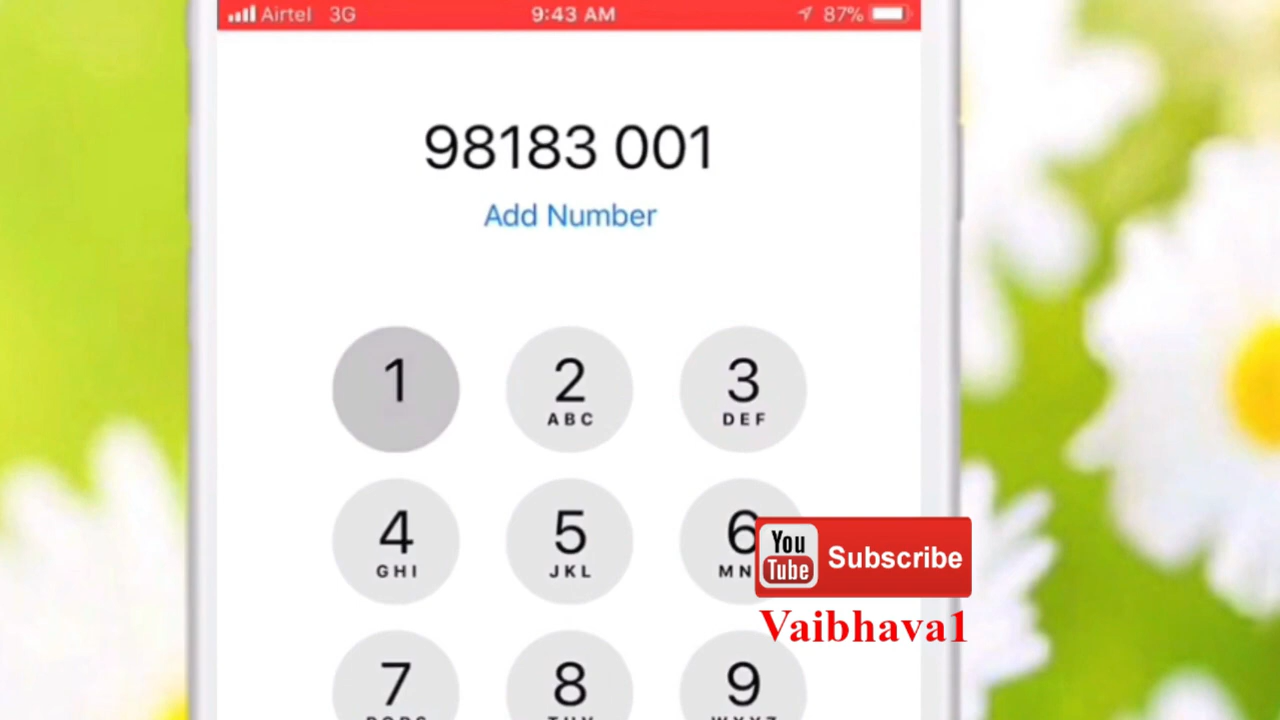 Airtel 3G 9:43 AM 87%
98183 001
Add Number
1 2 3
ABC DEF
4 5 6
GHI JKL MN
You Tube Subscribe
Vaibhava1
7 8 9